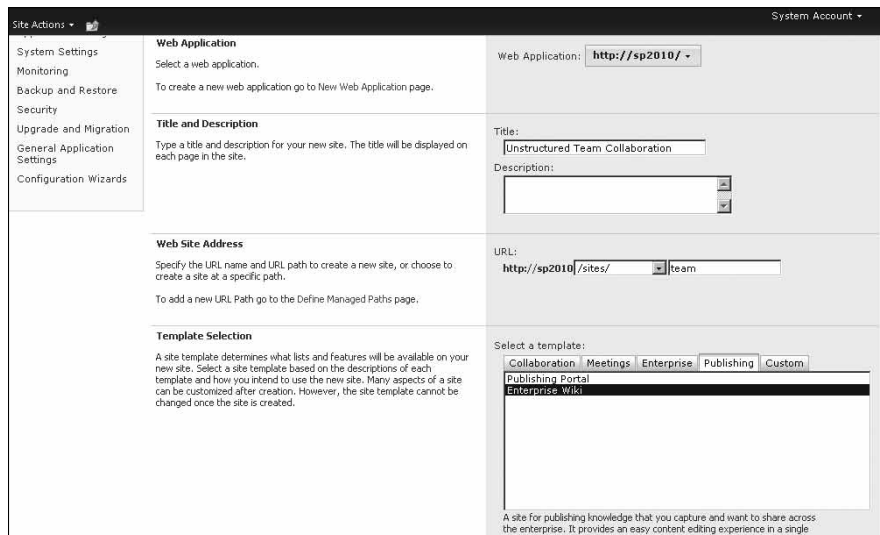 Site Actions
System Account
System Settings
Monitoring
Backup and Restore
Security
Upgrade and Migration
General Application
Settings
Configuration Wizards
Web Application
Select a web application.
To create a new web application go to New Web Application page.
Web Application: http://sp2010/
Title and Description
Type a title and description for your new site. The title will be displayed on
each page in the site.
Title:
Unstructured Team Collaboration
Description:
Web Site Address
Specify the URL name and URL path to create a new site, or choose to
create a site at a specific path.
To add a new URL Path go to the Define Managed Paths page.
URL:
http://sp2010 /sites/ team
Template Selection
A site template determines what lists and features will be available on your
new site. Select a site template based on the descriptions of each
template and how you intend to use the new site. Many aspects of a site
can be customized after creation. However, the site template cannot be
changed once the site is created.
Select a template:
Collaboration Meetings Enterprise Publishing Custom
Publishing Portal
Enterprise Wiki
A site for publishing knowledge that you capture and want to share across
the enterprise. It provides an easy content editing experience in a single